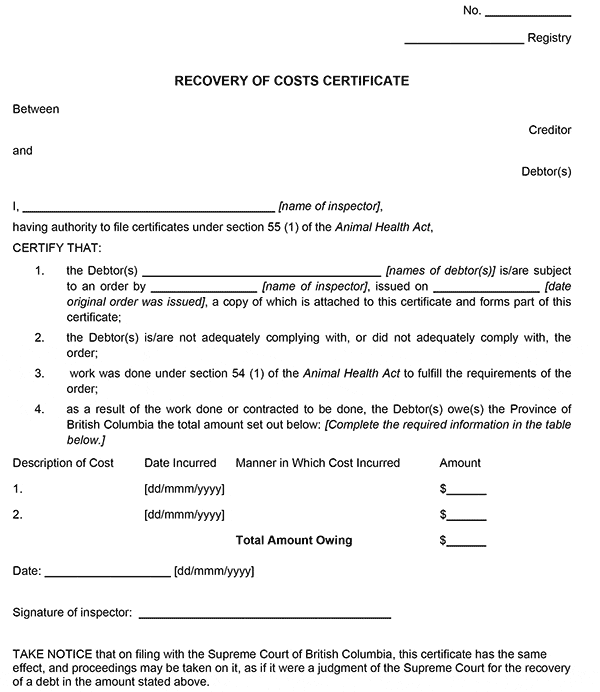 No. _____________
__________________ Registry
RECOVERY OF COSTS CERTIFICATE
Between
Creditor
and
Debtor(s)
I, ______________________________________ [name of inspector],
having authority to file certificates under section 55 (1) of the Animal Health Act,
CERTIFY THAT:
1. the Debtor(s) ____________________________________ [names of debtor(s)] is/are subject
to an order by ________________ [name of inspector], issued on ________________ [date
original order was issued], a copy of which is attached to this certificate and forms part of this
certificate;
2. the Debtor(s) is/are not adequately complying with, or did not adequately comply with, the
order;
3. work was done under section 54 (1) of the Animal Health Act to fulfill the requirements of the
order;
4. as a result of the work done or contracted to be done, the Debtor(s) owe(s) the Province of
British Columbia the total amount set out below: [Complete the required information in the table
below.]
Description of Cost Date Incurred Manner in Which Cost Incurred Amount
1. [dd/mmm/yyyy] $______
2. [dd/mmm/yyyy] $______
Total Amount Owing $______
Date: ___________________ [dd/mmm/yyyy]
Signature of inspector: ______________________________________
TAKE NOTICE that on filing with the Supreme Court of British Columbia, this certificate has the same
effect, and proceedings may be taken on it, as if it were a judgment of the Supreme Court for the recovery
of a debt in the amount stated above.